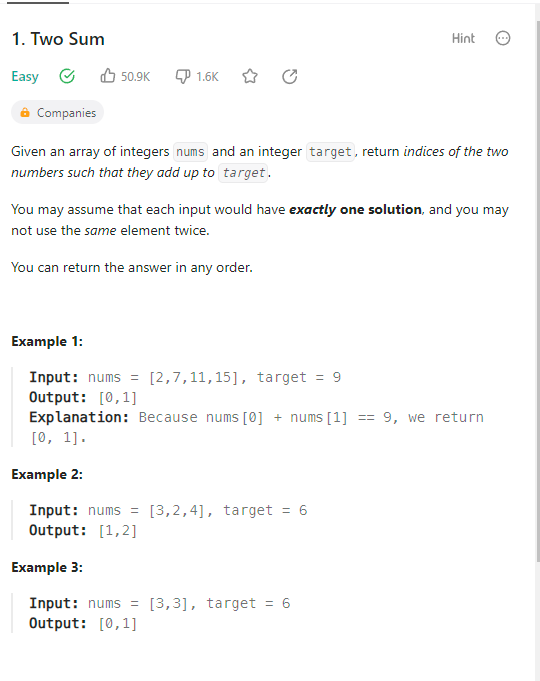 1. Two Sum
Hint
Easy 50.9K 1.6K
Companies
Given an array of integers nums and an integer target, return indices of the two
numbers such that they add up to target.
You may assume that each input would have exactly one solution, and you may
not use the same element twice.
You can return the answer in any order.
Example 1:
Input: nums = [2,7,11,15], target = 9
Output: [0,1]
Explanation: Because nums[0] + nums[1] == 9, we return
[0, 1].
Example 2:
Input: nums = [3,2,4], target = 6
Output: [1,2]
Example 3:
Input: nums = [3,3], target = 6
Output: [0,1]